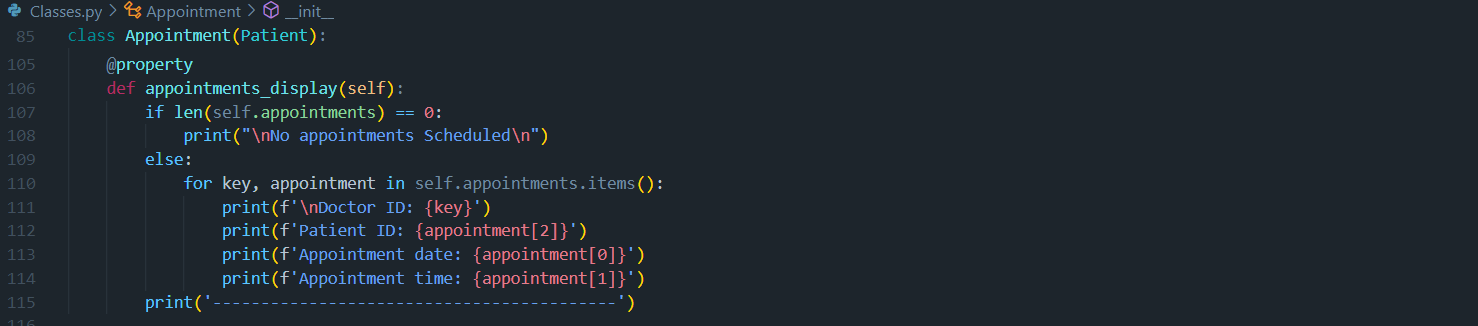 Classes.py > Appointment > __init__
85 class Appointment(Patient):
105 @property
106 def appointments_display(self):
107 if len(self.appointments) == 0:
108 print("\nNo appointments Scheduled\n")
109 else:
110 for key, appointment in self.appointments.items():
111 print(f'\nDoctor ID: {key}')
112 print(f'Patient ID: {appointment[2]}')
113 print(f'Appointment date: {appointment[0]}')
114 print(f'Appointment time: {appointment[1]}')
115 print('------------------------------------------')
116